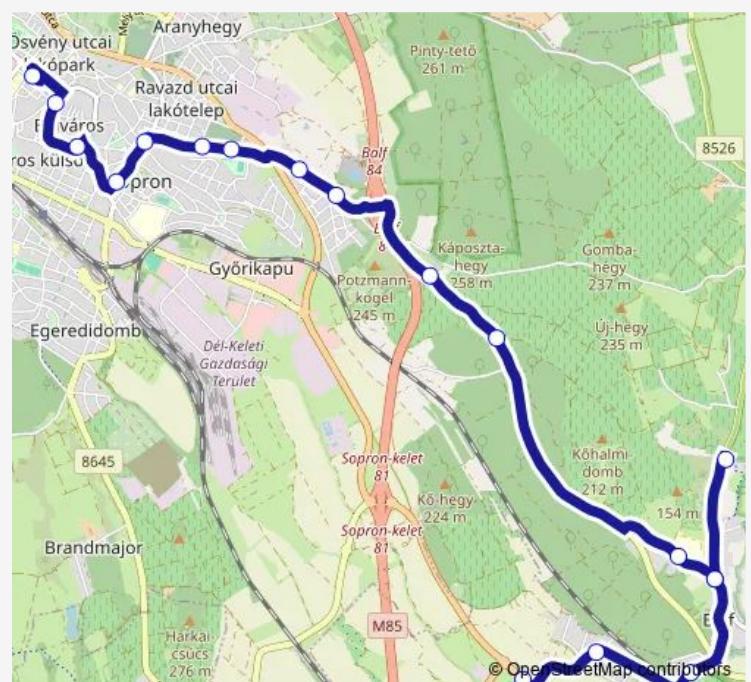 Ösvény utcai
lakópark
Aranyhegy
Pinty-tető
261 m
Ravazd utcai
lakótelep
Balf
84
8526
Káposzta-
hegy
258 m
Gomba-
hegy
237 m
Győrikapu
Potzmann-
kogel
245 m
Új-hegy
235 m
Egeredidomb
Dél-Keleti
Gazdasági
Terület
8645
Sopron-kelet
81
Kőhalmi
domb
212 m
Kő-hegy
224 m
154 m
Sopron-kelet
81
Brandmajor
M85
Harkai
csúcs
276 m
© OpenStreetMap contributors